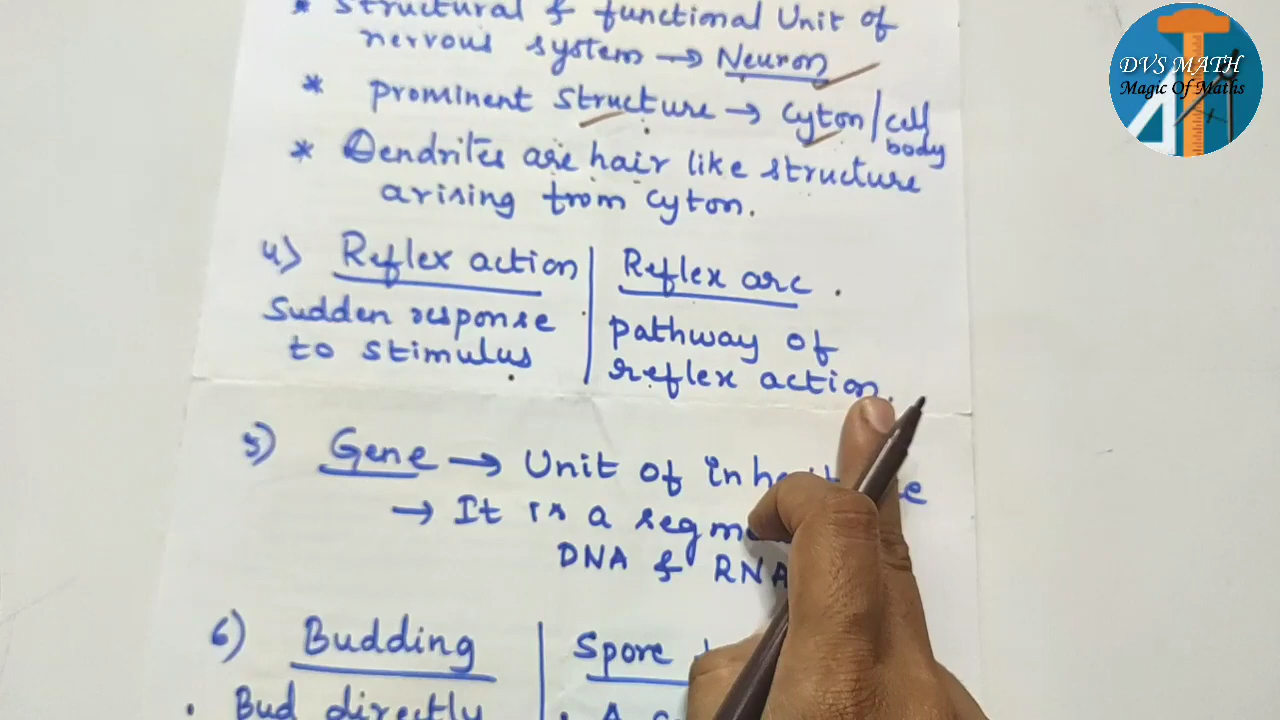 * Structural & functional Unit of
nervous system → Neuron
* prominent structure → Cyton/cell
body
* Dendrites are hair like structure
arising from Cyton.
4) Reflex action | Reflex arc.
Sudden response
to stimulus
pathway of
reflex action.
5) Gene → Unit of
→ It is a
DNA & RNA
6) Budding | Spore
. Bud directly
. A
DVS MATH
Magic Of Maths